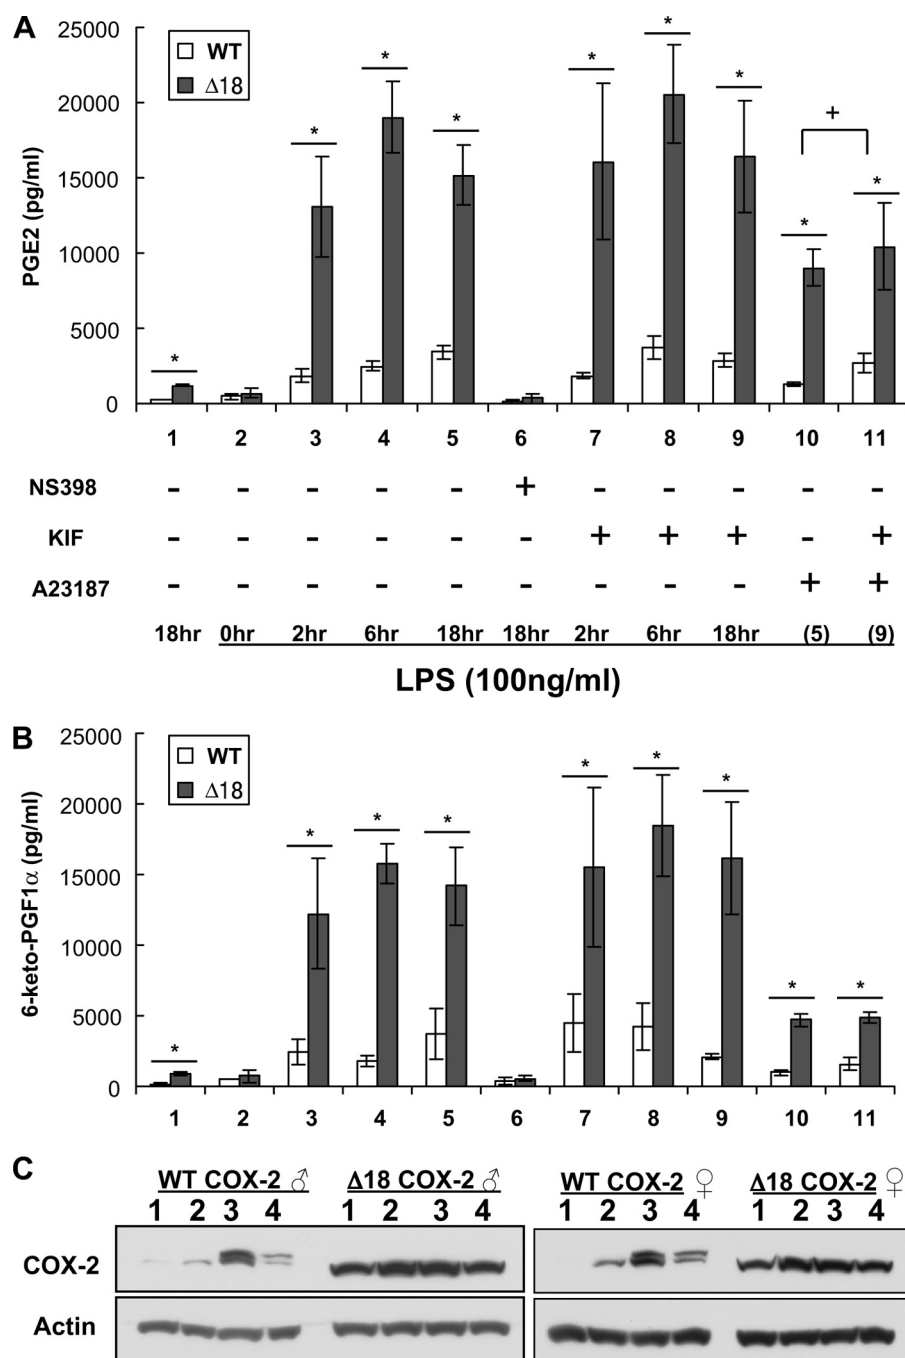 A
25000
20000
15000
10000
5000
0
PGE2 (pg/ml)
WT
Δ18
* * * * * * * * *
+
1 2 3 4 5 6 7 8 9 10 11
NS398 - - - - - + - - - - -
KIF - - - - - - + + + - +
A23187 - - - - - - - - - + +
18hr 0hr 2hr 6hr 18hr 18hr 2hr 6hr 18hr (5) (9)
LPS (100ng/ml)
B
25000
20000
15000
10000
5000
0
6-keto-PGF1α (pg/ml)
WT
Δ18
* * * * * * * * *
1 2 3 4 5 6 7 8 9 10 11
C
WT COX-2 ♂ Δ18 COX-2 ♂ WT COX-2 ♀ Δ18 COX-2 ♀
1 2 3 4 1 2 3 4 1 2 3 4 1 2 3 4
COX-2
Actin